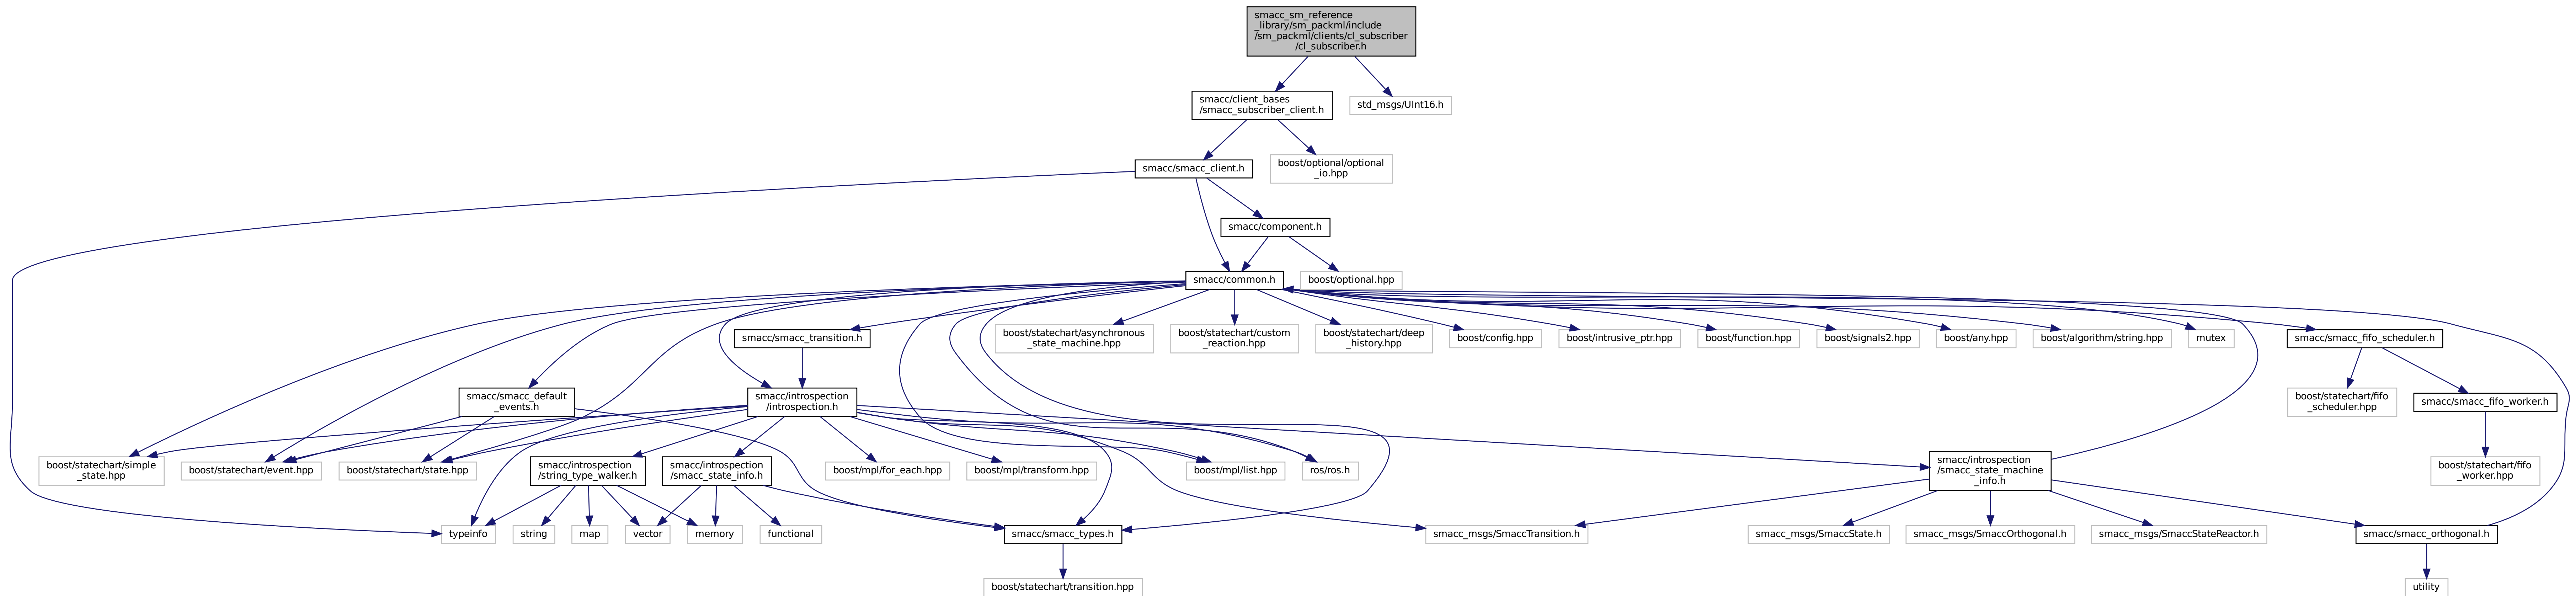 smacc_sm_reference
_library/sm_packml/include
/sm_packml/clients/cl_subscriber
/cl_subscriber.h
smacc/client_bases
/smacc_subscriber_client.h
std_msgs/UInt16.h
smacc/smacc_client.h
boost/optional/optional
_io.hpp
smacc/component.h
smacc/common.h
boost/optional.hpp
smacc/smacc_transition.h
boost/statechart/asynchronous
_state_machine.hpp
boost/statechart/custom
_reaction.hpp
boost/statechart/deep
_history.hpp
boost/config.hpp
boost/intrusive_ptr.hpp
boost/function.hpp
boost/signals2.hpp
boost/any.hpp
boost/algorithm/string.hpp
mutex
smacc/smacc_fifo_scheduler.h
smacc/smacc_default
_events.h
smacc/introspection
/introspection.h
boost/statechart/fifo
_scheduler.hpp
smacc/smacc_fifo_worker.h
boost/statechart/simple
_state.hpp
boost/statechart/event.hpp
boost/statechart/state.hpp
smacc/introspection
/string_type_walker.h
smacc/introspection
/smacc_state_info.h
boost/mpl/for_each.hpp
boost/mpl/transform.hpp
boost/mpl/list.hpp
ros/ros.h
smacc/introspection
/smacc_state_machine
_info.h
boost/statechart/fifo
_worker.hpp
typeinfo
string
map
vector
memory
functional
smacc/smacc_types.h
smacc_msgs/SmaccTransition.h
smacc_msgs/SmaccState.h
smacc_msgs/SmaccOrthogonal.h
smacc_msgs/SmaccStateReactor.h
smacc/smacc_orthogonal.h
boost/statechart/transition.hpp
utility